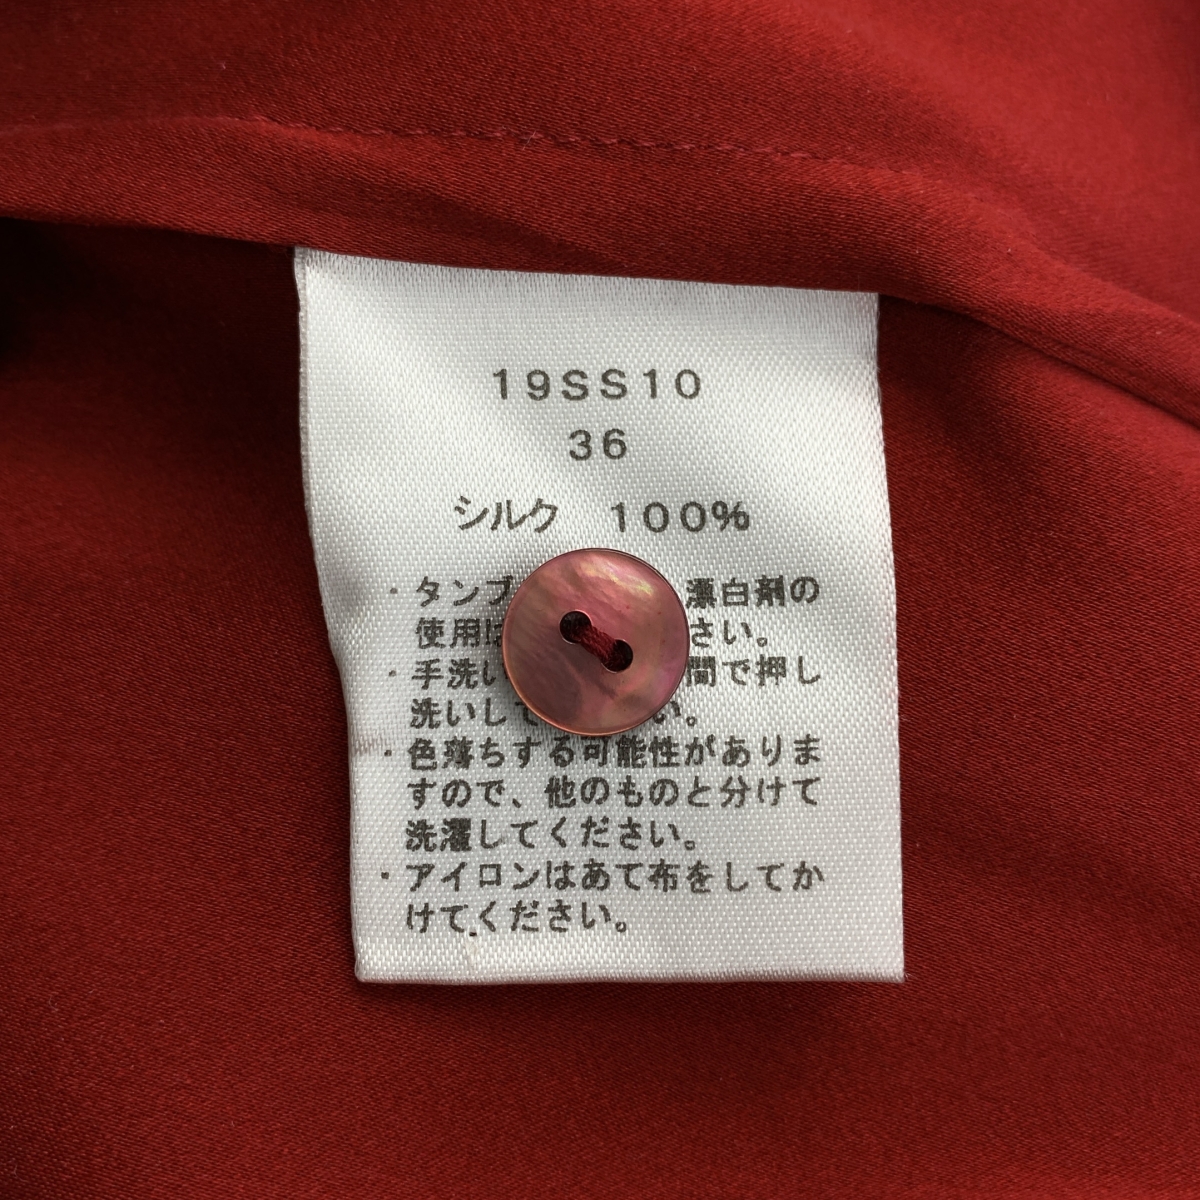 19SS10
36
シルク 100%
・タンブ 漂白剤の
使用は さい。
・手洗い 間で押し
洗いして い。
・色落ちする可能性がありま
すので、他のものと分けて
洗濯してください。
・アイロンはあて布をしてか
けてください。